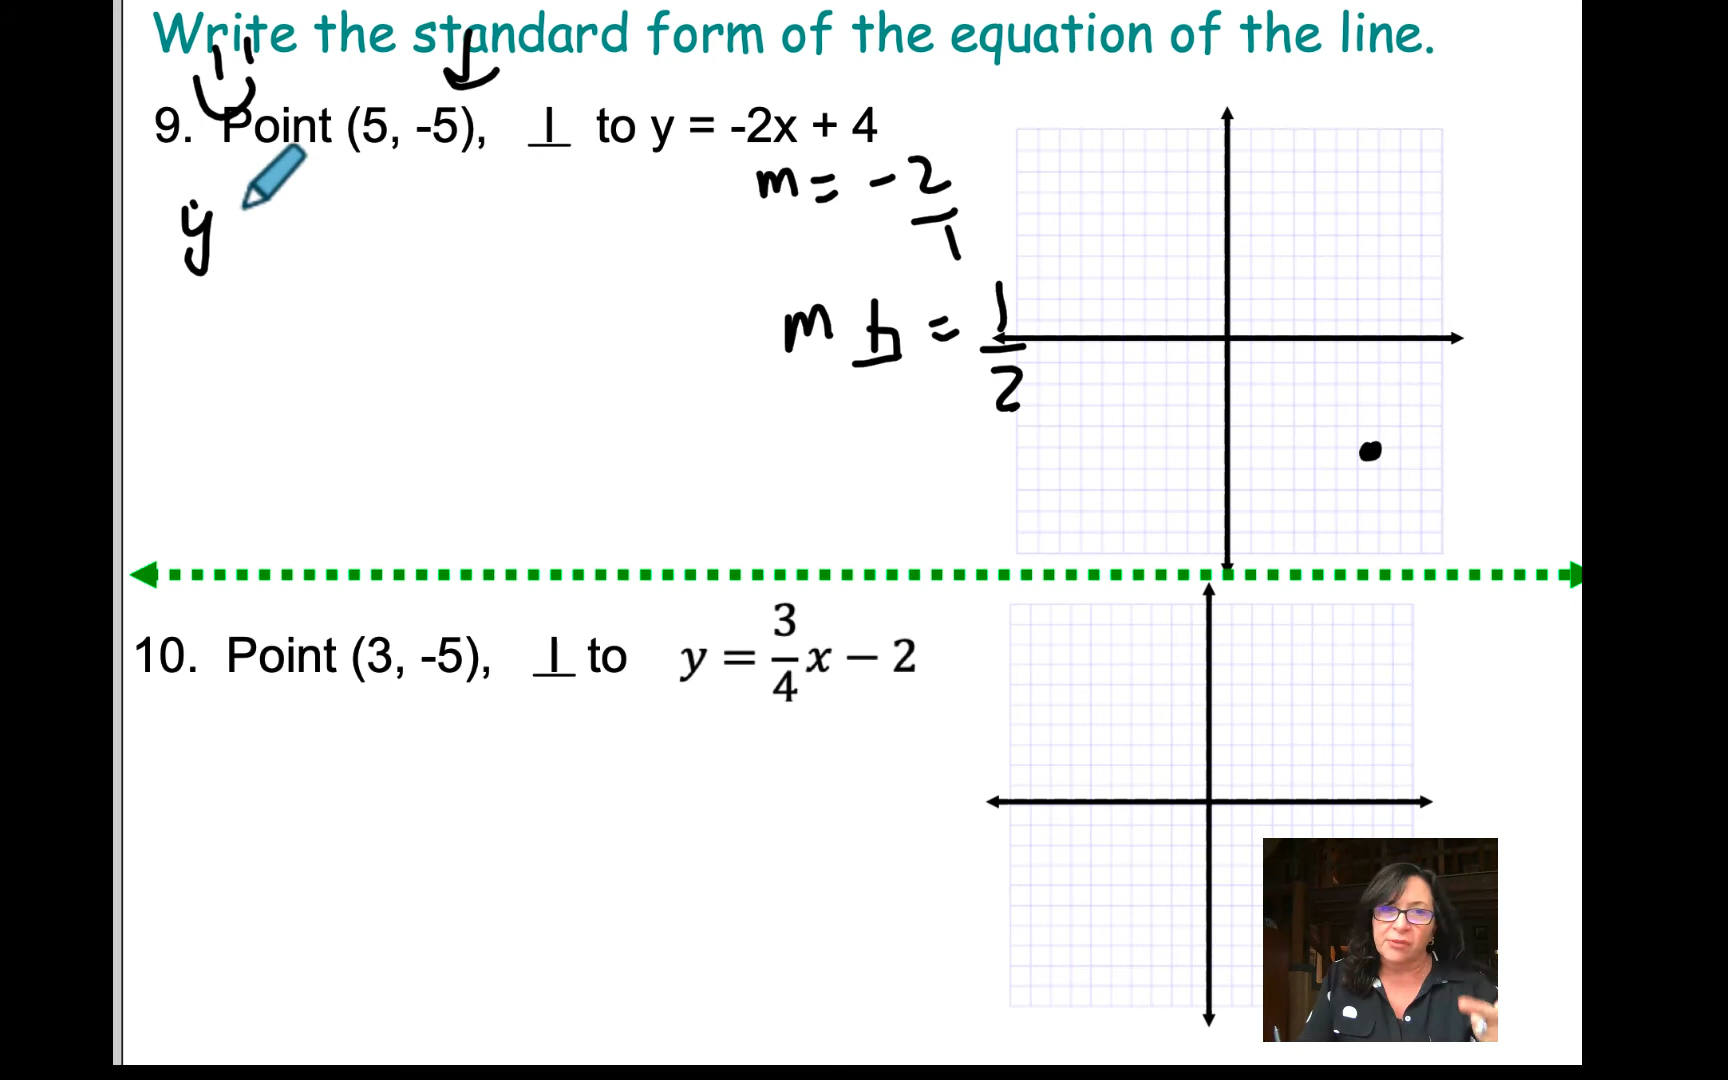 Write the standard form of the equation of the line.
9. Point (5, -5), ⊥ to y = -2x + 4
m = -2/1
y
m ⊥ = 1/2
10. Point (3, -5), ⊥ to y = 3/4 x − 2